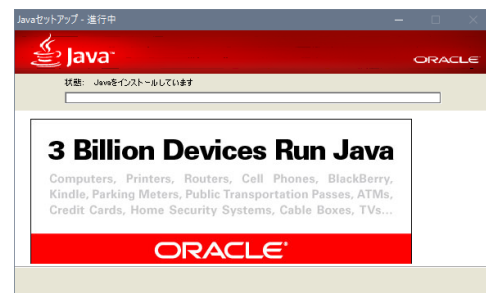 Javaセットアップ - 進行中
Java™
ORACLE
状態: Javaをインストールしています
3 Billion Devices Run Java
Computers, Printers, Routers, Cell Phones, BlackBerry,
Kindle, Parking Meters, Public Transportation Passes, ATMs,
Credit Cards, Home Security Systems, Cable Boxes, TVs...
ORACLE®